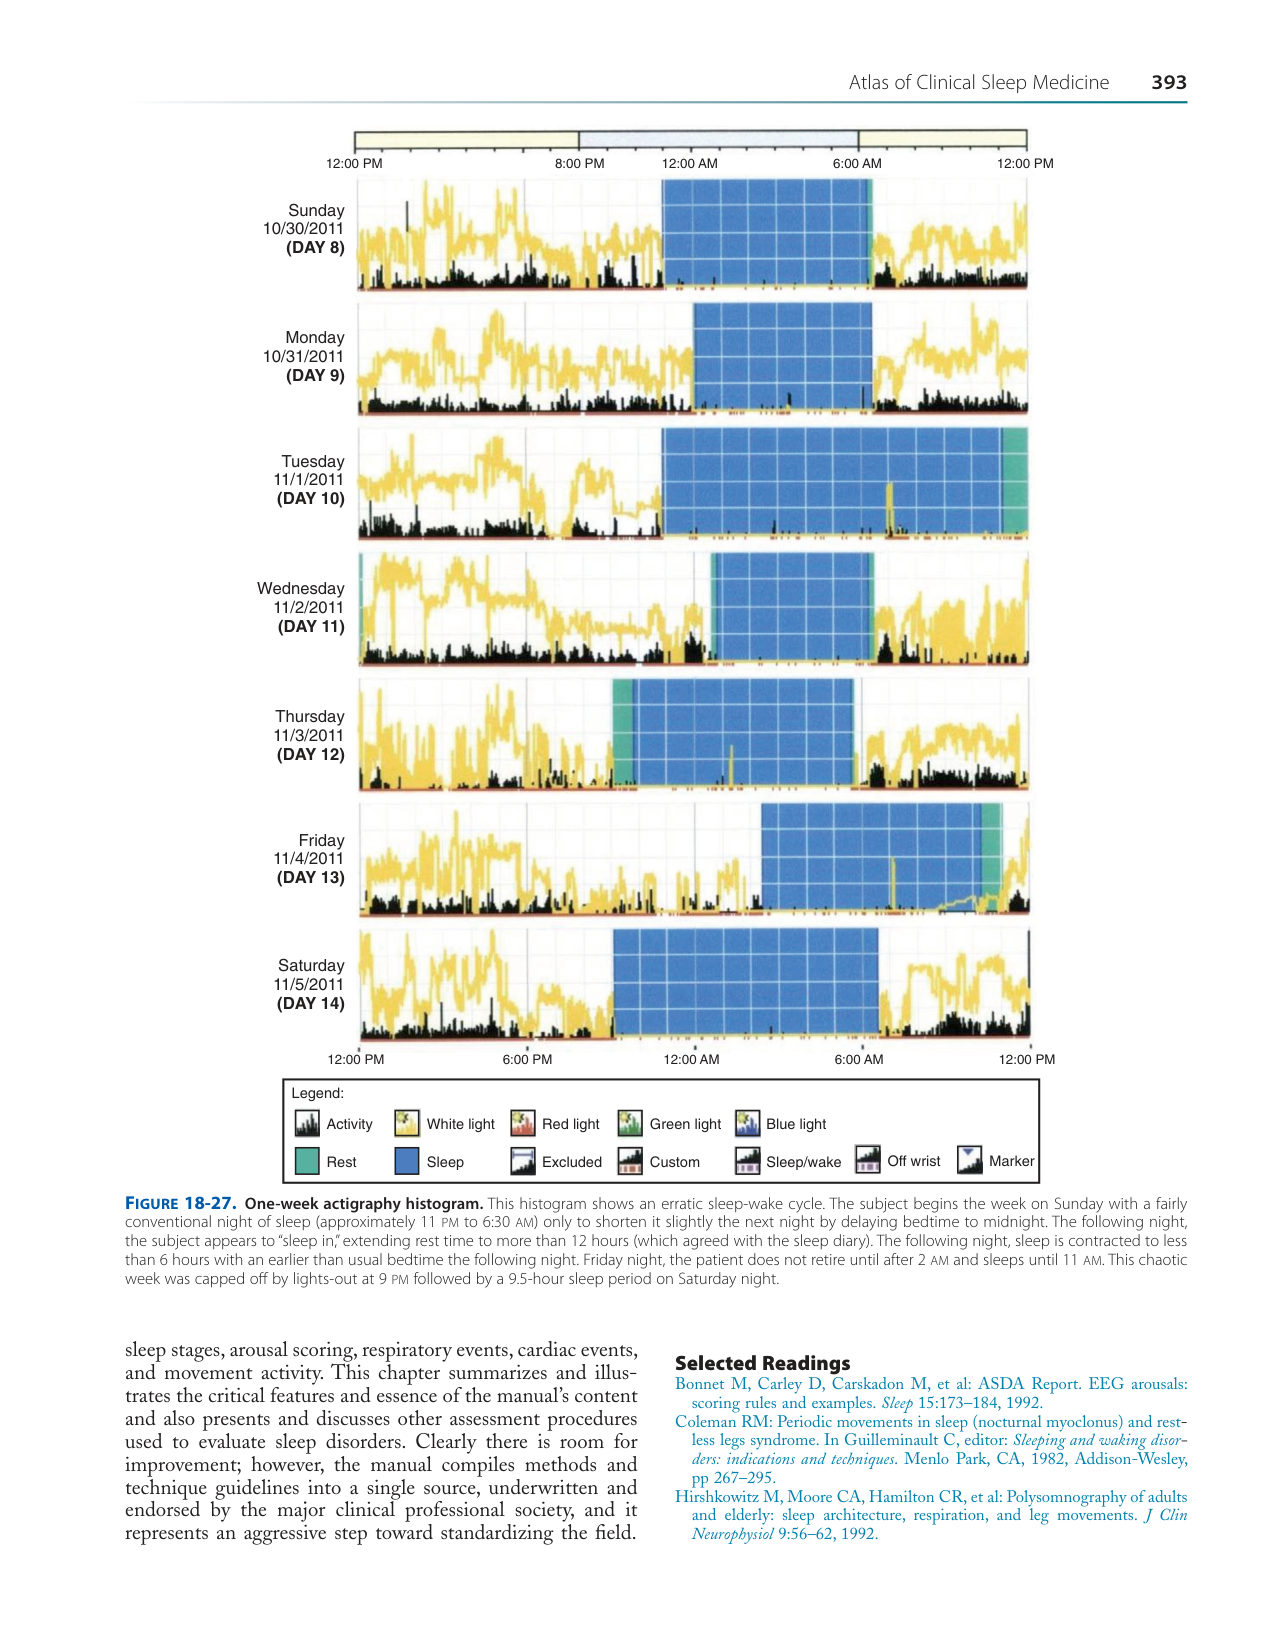 Atlas of Clinical Sleep Medicine 393
12:00 PM 8:00 PM 12:00 AM 6:00 AM 12:00 PM
Sunday
10/30/2011
(DAY 8)
Monday
10/31/2011
(DAY 9)
Tuesday
11/1/2011
(DAY 10)
Wednesday
11/2/2011
(DAY 11)
Thursday
11/3/2011
(DAY 12)
Friday
11/4/2011
(DAY 13)
Saturday
11/5/2011
(DAY 14)
12:00 PM 6:00 PM 12:00 AM 6:00 AM 12:00 PM
Legend:
Activity White light Red light Green light Blue light
Rest Sleep Excluded Custom Sleep/wake Off wrist Marker
FIGURE 18-27. One-week actigraphy histogram. This histogram shows an erratic sleep-wake cycle. The subject begins the week on Sunday with a fairly
conventional night of sleep (approximately 11 PM to 6:30 AM) only to shorten it slightly the next night by delaying bedtime to midnight. The following night,
the subject appears to “sleep in,” extending rest time to more than 12 hours (which agreed with the sleep diary). The following night, sleep is contracted to less
than 6 hours with an earlier than usual bedtime the following night. Friday night, the patient does not retire until after 2 AM and sleeps until 11 AM. This chaotic
week was capped off by lights-out at 9 PM followed by a 9.5-hour sleep period on Saturday night.
sleep stages, arousal scoring, respiratory events, cardiac events,
and movement activity. This chapter summarizes and illus-
trates the critical features and essence of the manual’s content
and also presents and discusses other assessment procedures
used to evaluate sleep disorders. Clearly there is room for
improvement; however, the manual compiles methods and
technique guidelines into a single source, underwritten and
endorsed by the major clinical professional society, and it
represents an aggressive step toward standardizing the field.
Selected Readings
Bonnet M, Carley D, Carskadon M, et al: ASDA Report. EEG arousals:
scoring rules and examples. Sleep 15:173–184, 1992.
Coleman RM: Periodic movements in sleep (nocturnal myoclonus) and rest-
less legs syndrome. In Guilleminault C, editor: Sleeping and waking disor-
ders: indications and techniques. Menlo Park, CA, 1982, Addison-Wesley,
pp 267–295.
Hirshkowitz M, Moore CA, Hamilton CR, et al: Polysomnography of adults
and elderly: sleep architecture, respiration, and leg movements. J Clin
Neurophysiol 9:56–62, 1992.